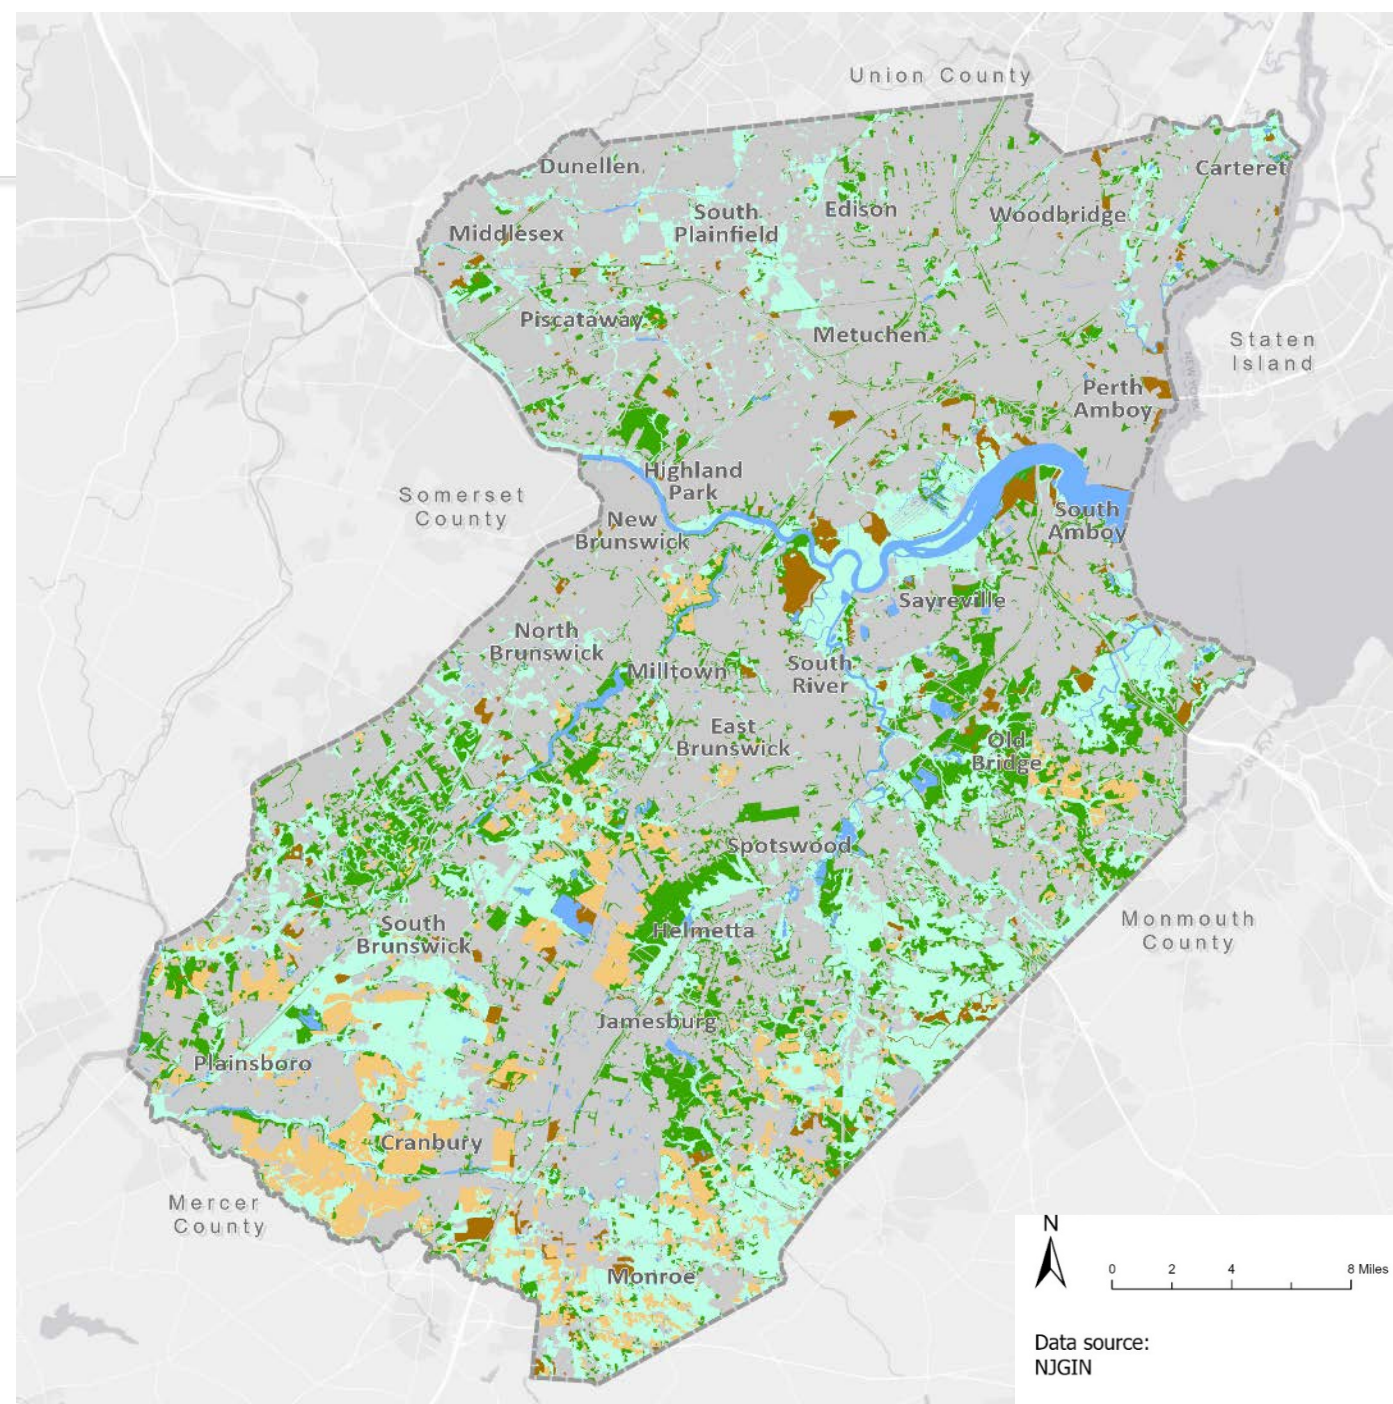 Union County
Dunellen
Carteret
South
Plainfield
Edison
Woodbridge
Middlesex
Piscataway
Metuchen
Staten
Island
Perth
Amboy
Highland
Park
Somerset
County
New
Brunswick
South
Amboy
Sayreville
North
Brunswick
Milltown
South
River
East
Brunswick
Old
Bridge
Spotswood
South
Brunswick
Helmetta
Monmouth
County
Jamesburg
Plainsboro
Cranbury
Mercer
County
Monroe
N
0 2 4 8 Miles
Data source:
NJGIN